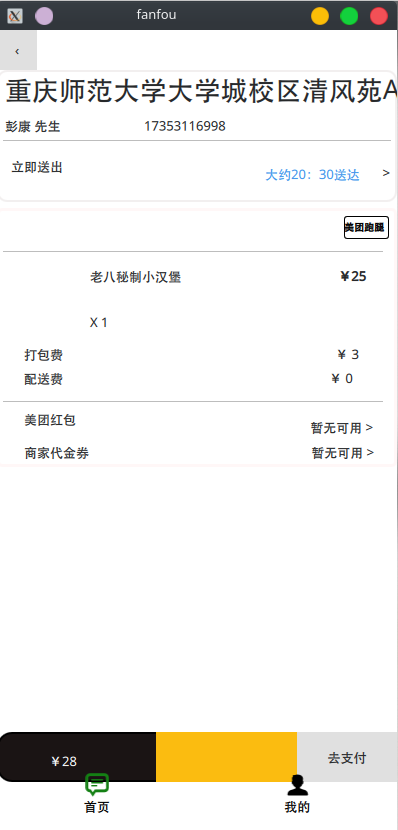 fanfou
‹
重庆师范大学大学城校区清风苑A
彭康 先生 17353116998
立即送出
大约20：30送达 >
美团跑腿
老八秘制小汉堡 ￥25
X 1
打包费 ￥ 3
配送费 ￥ 0
美团红包 暂无可用 >
商家代金券 暂无可用 >
￥28 去支付
首页 我的